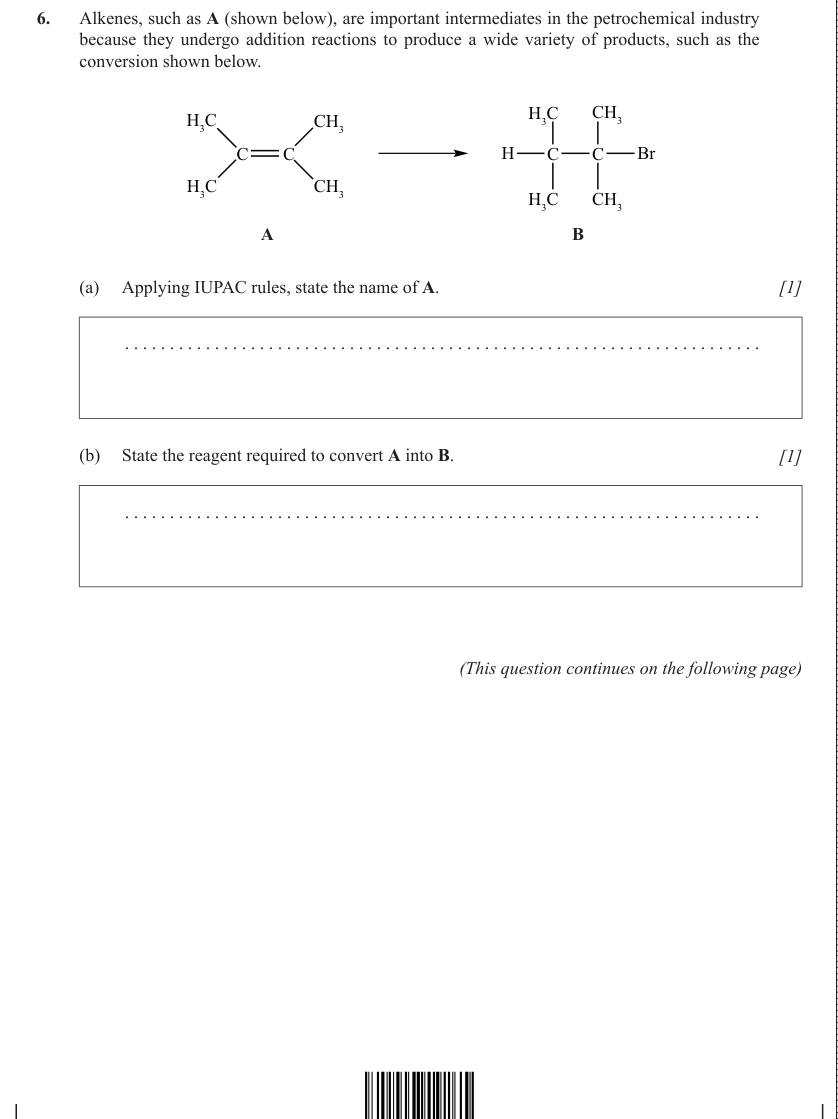 6. Alkenes, such as A (shown below), are important intermediates in the petrochemical industry
because they undergo addition reactions to produce a wide variety of products, such as the
conversion shown below.
H₃C CH₃ H₃C CH₃
C C H C C Br
H₃C CH₃ H₃C CH₃
A B
(a) Applying IUPAC rules, state the name of A. [1]
(b) State the reagent required to convert A into B. [1]
(This question continues on the following page)